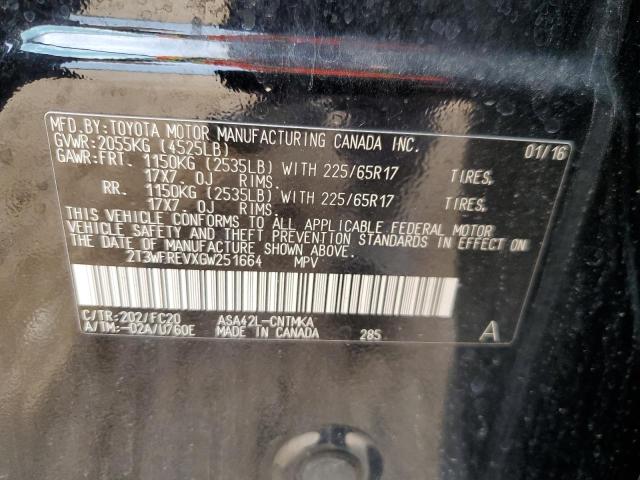 MFD.BY:TOYOTA MOTOR MANUFACTURING CANADA INC.
GVWR:2055KG (4525LB) 01/16
GAWR:FRT. 1150KG (2535LB) WITH 225/65R17 TIRES,
17X7.0J RIMS,
RR. 1150KG (2535LB) WITH 225/65R17 TIRES,
17X7.0J RIMS.
THIS VEHICLE CONFORMS TO ALL APPLICABLE FEDERAL MOTOR
VEHICLE SAFETY AND THEFT PREVENTION STANDARDS IN EFFECT ON
THE DATE OF MANUFACTURE SHOWN ABOVE.
2T3WFREVXGW251664 MPV
C/TR:202/FC20 ASA42L-CNTMKA
A/TM:-02A/U760E MADE IN CANADA 285 A